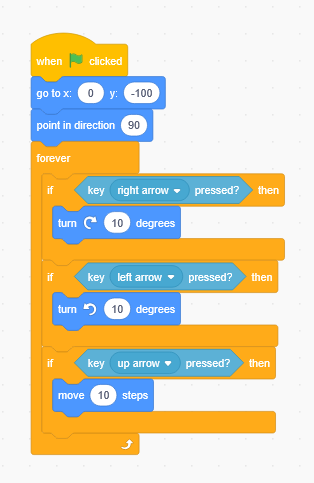 when clicked
go to x: 0 y: -100
point in direction 90
forever
if key right arrow pressed? then
turn 10 degrees
if key left arrow pressed? then
turn 10 degrees
if key up arrow pressed? then
move 10 steps